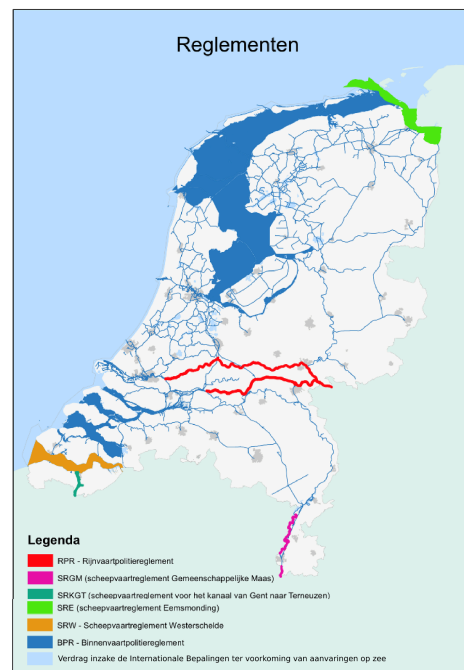 Reglementen
Legenda
RPR - Rijnvaartpolitiereglement
SRGM (scheepvaartreglement Gemeenschappelijke Maas)
SRKGT (scheepvaartreglement voor het kanaal van Gent naar Terneuzen)
SRE (scheepvaartreglement Eemsmonding)
SRW - Scheepvaartreglement Westerschelde
BPR - Binnenvaartpolitiereglement
Verdrag inzake de Internationale Bepalingen ter voorkoming van aanvaringen op zee